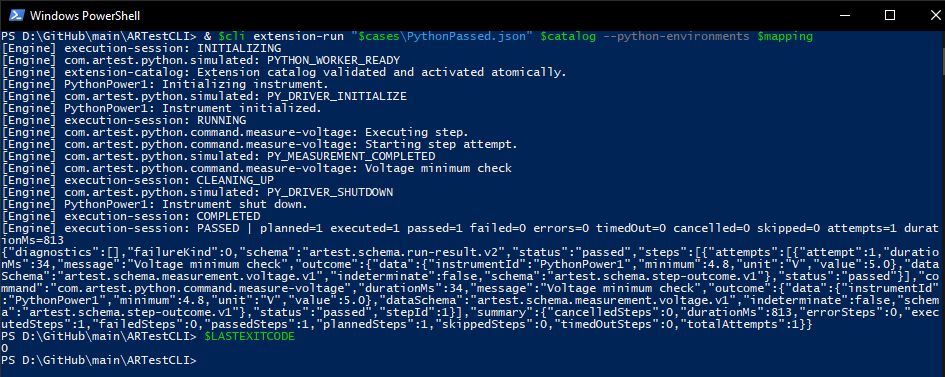 Windows PowerShell
PS D:\GitHub\main\ARTestCLI> & $cli extension-run "$cases\PythonPassed.json" $catalog --python-environments $mapping
[Engine] execution-session: INITIALIZING
[Engine] com.artest.python.simulated: PYTHON_WORKER_READY
[Engine] extension-catalog: Extension catalog validated and activated atomically.
[Engine] PythonPower1: Initializing instrument.
[Engine] com.artest.python.simulated: PY_DRIVER_INITIALIZE
[Engine] PythonPower1: Instrument initialized.
[Engine] execution-session: RUNNING
[Engine] com.artest.python.command.measure-voltage: Executing step.
[Engine] com.artest.python.command.measure-voltage: Starting step attempt.
[Engine] com.artest.python.simulated: PY_MEASUREMENT_COMPLETED
[Engine] com.artest.python.command.measure-voltage: Voltage minimum check
[Engine] execution-session: CLEANING_UP
[Engine] com.artest.python.simulated: PY_DRIVER_SHUTDOWN
[Engine] PythonPower1: Instrument shut down.
[Engine] execution-session: COMPLETED
[Engine] execution-session: PASSED | planned=1 executed=1 passed=1 failed=0 errors=0 timedOut=0 cancelled=0 skipped=0 attempts=1 durat
ionMs=813
{"diagnostics":[],"failureKind":0,"schema":"artest.schema.run-result.v2","status":"passed","steps":[{"attempts":[{"attempt":1,"duratio
nMs":34,"message":"Voltage minimum check","outcome":{"data":{"instrumentId":"PythonPower1","minimum":4.8,"unit":"V","value":5.0},"data
Schema":"artest.schema.measurement.voltage.v1","indeterminate":false,"schema":"artest.schema.step-outcome.v1"},"status":"passed"}],"co
mmand":"com.artest.python.command.measure-voltage","durationMs":34,"message":"Voltage minimum check","outcome":{"data":{"instrumentId"
:"PythonPower1","minimum":4.8,"unit":"V","value":5.0},"dataSchema":"artest.schema.measurement.voltage.v1","indeterminate":false,"schem
a":"artest.schema.step-outcome.v1"},"status":"passed","stepId":1}],"summary":{"cancelledSteps":0,"durationMs":813,"errorSteps":0,"exec
utedSteps":1,"failedSteps":0,"passedSteps":1,"plannedSteps":1,"skippedSteps":0,"timedOutSteps":0,"totalAttempts":1}}
PS D:\GitHub\main\ARTestCLI> $LASTEXITCODE
0
PS D:\GitHub\main\ARTestCLI>